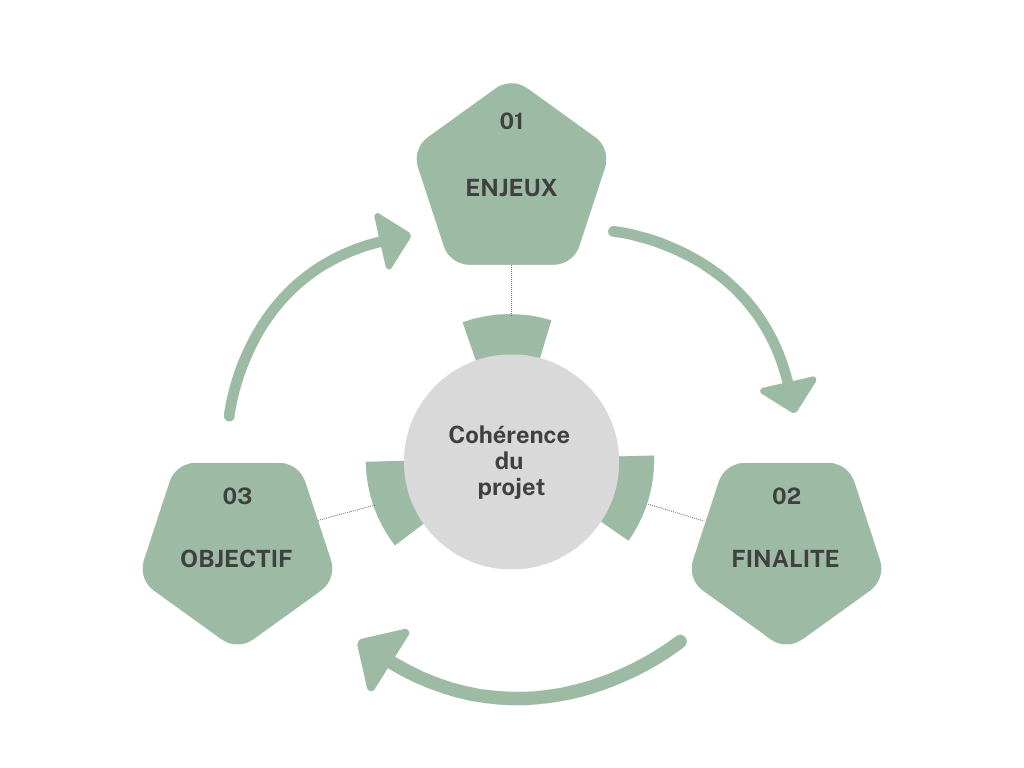 01
ENJEUX
Cohérence
du
projet
03
OBJECTIF
02
FINALITE